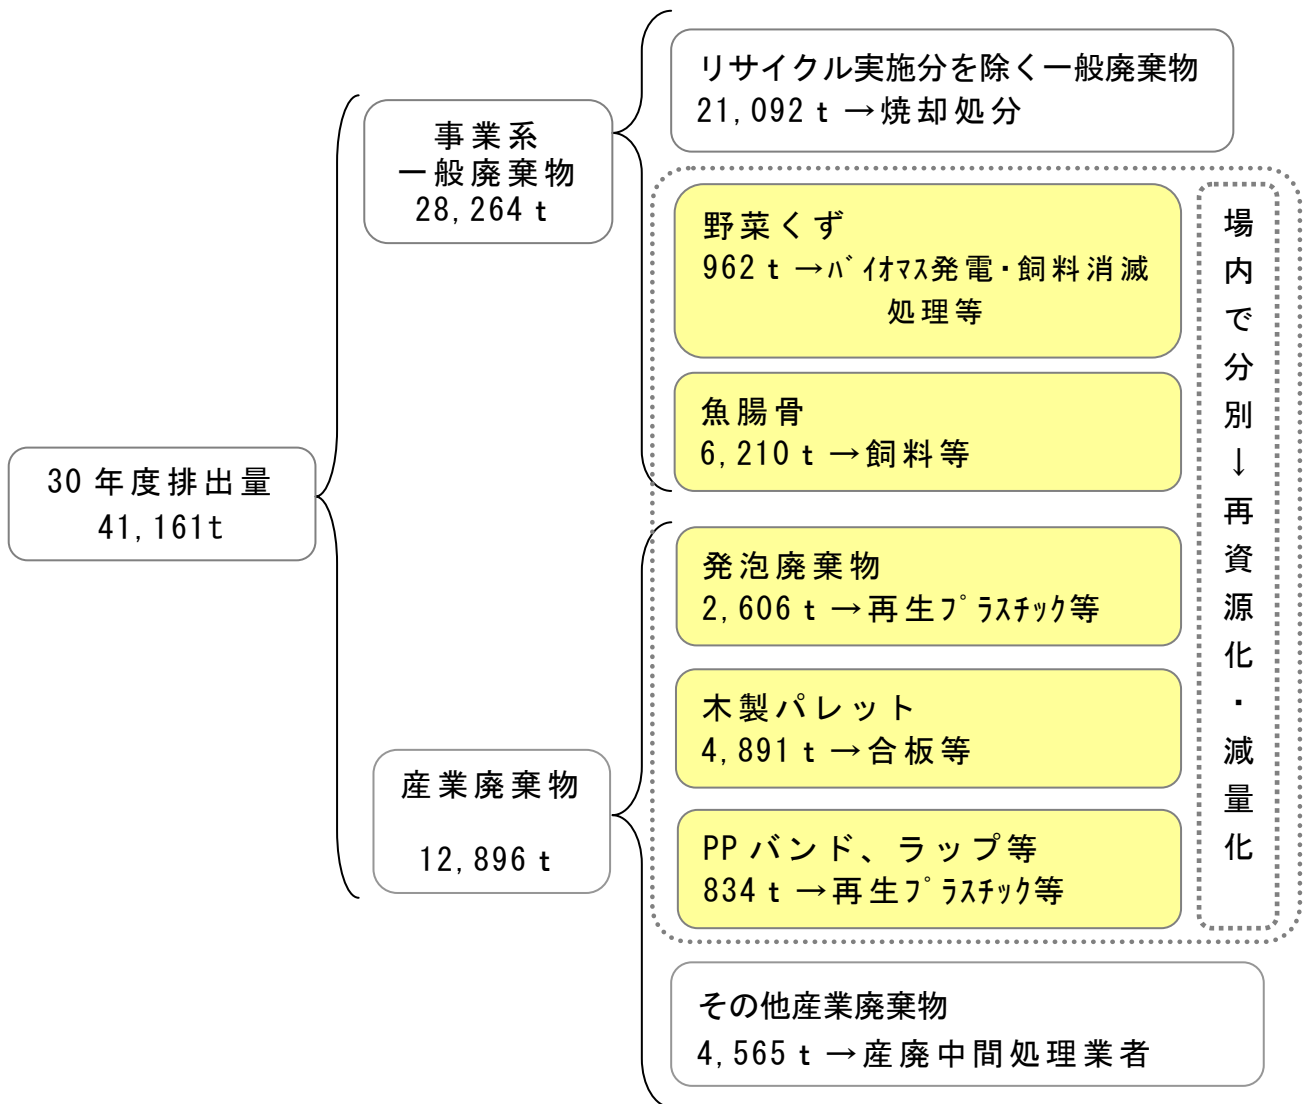 30年度排出量
41,161t
事業系
一般廃棄物
28,264 t
リサイクル実施分を除く一般廃棄物
21,092 t →焼却処分
野菜くず
962 t →ﾊﾞｲｵﾏｽ発電・飼料消滅
処理等
魚腸骨
6,210 t →飼料等
産業廃棄物
12,896 t
発泡廃棄物
2,606 t →再生ﾌﾟﾗｽﾁｯｸ等
木製パレット
4,891 t →合板等
PPバンド、ラップ等
834 t →再生ﾌﾟﾗｽﾁｯｸ等
その他産業廃棄物
4,565 t →産廃中間処理業者
場内で分別→再資源化・減量化